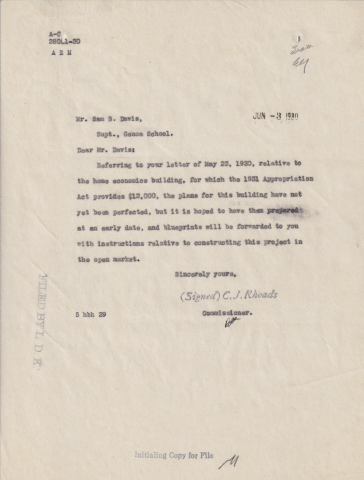 A-C
28041-30
A E M
JUN -3 1930
Mr. Sam B. Davis,
Supt., Genoa School.
Dear Mr. Davis:
Referring to your letter of May 23, 1930, relative to
the home economics building, for which the 1931 Appropriation
Act provides $12,000, the plans for this building have not
yet been perfected, but it is hoped to have them prepared
at an early date, and blueprints will be forwarded to you
with instructions relative to constructing this project in
the open market.
Sincerely yours,
(Signed) C. J. Rhoads
Commissioner.
5 hhh 29
Initialing Copy for File